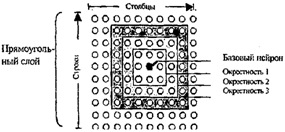 Столбцы
Прямоуголь-
ный слой
Строки
Базовый нейрон
Окрестность 1
Окрестность 2
Окрестность 3